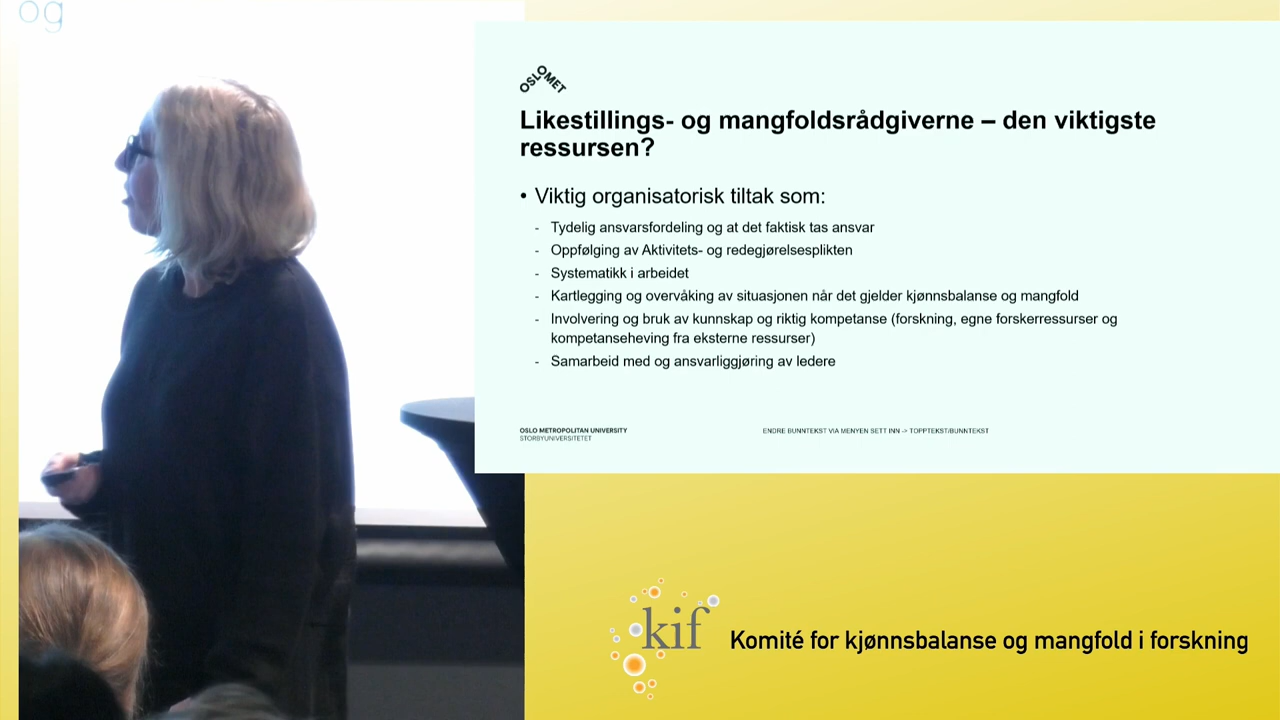 og
OSLOMET
Likestillings- og mangfoldsrådgiverne – den viktigste
ressursen?
• Viktig organisatorisk tiltak som:
- Tydelig ansvarsfordeling og at det faktisk tas ansvar
- Oppfølging av Aktivitets- og redegjørelsesplikten
- Systematikk i arbeidet
- Kartlegging og overvåking av situasjonen når det gjelder kjønnsbalanse og mangfold
- Involvering og bruk av kunnskap og riktig kompetanse (forskning, egne forskerressurser og
kompetanseheving fra eksterne ressurser)
- Samarbeid med og ansvarliggjøring av ledere
OSLO METROPOLITAN UNIVERSITY
STORBYUNIVERSITETET
ENDRE BUNNTEKST VIA MENYEN SETT INN -> TOPPTEKST/BUNNTEKST
kif
Komité for kjønnsbalanse og mangfold i forskning